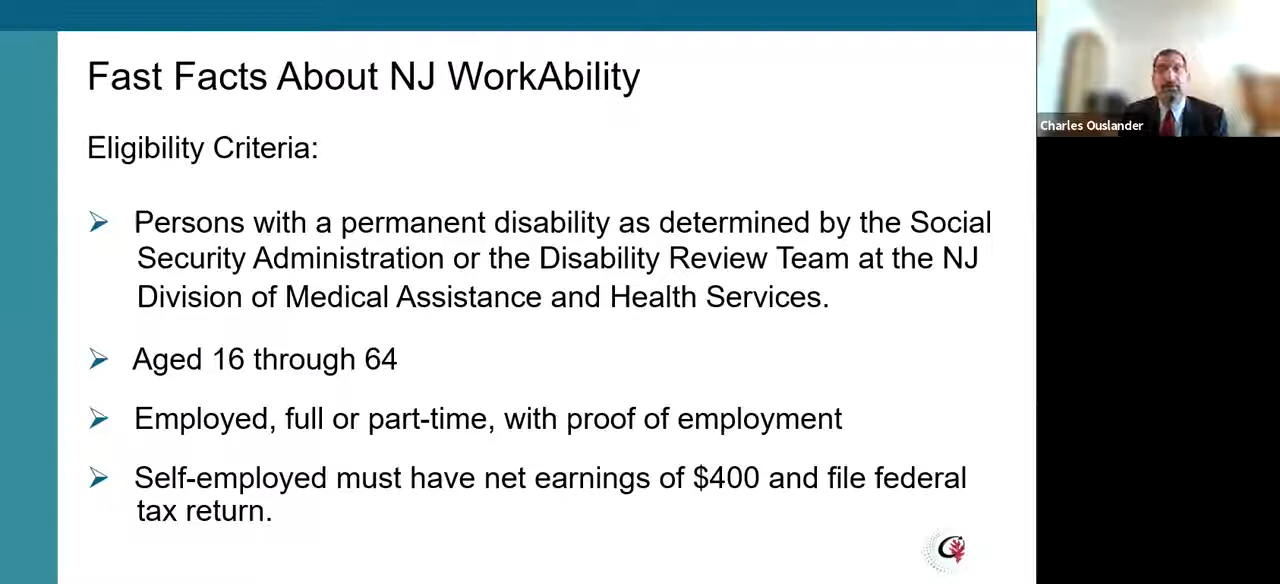 Fast Facts About NJ WorkAbility
Eligibility Criteria:
Persons with a permanent disability as determined by the Social
Security Administration or the Disability Review Team at the NJ
Division of Medical Assistance and Health Services.
Aged 16 through 64
Employed, full or part-time, with proof of employment
Self-employed must have net earnings of $400 and file federal
tax return.
Charles Ouslander